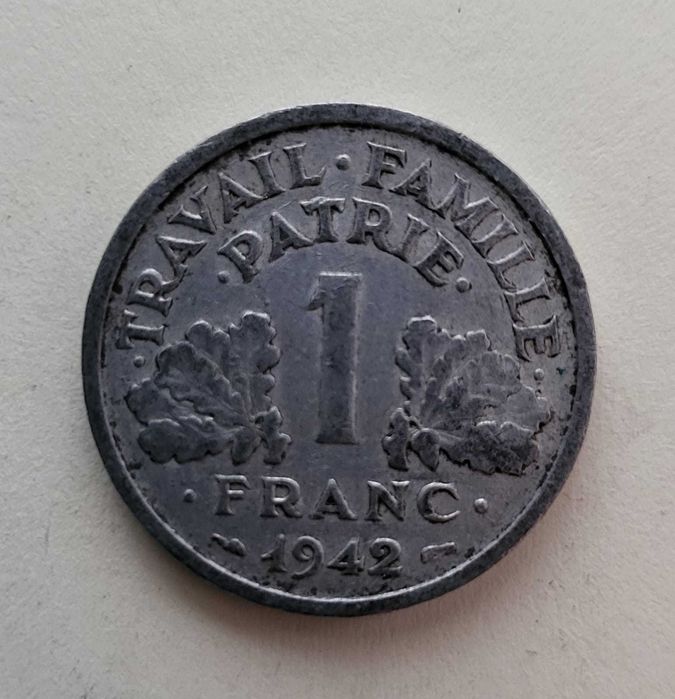 · TRAVAIL · FAMILLE ·
· PATRIE ·
1
· FRANC ·
1942